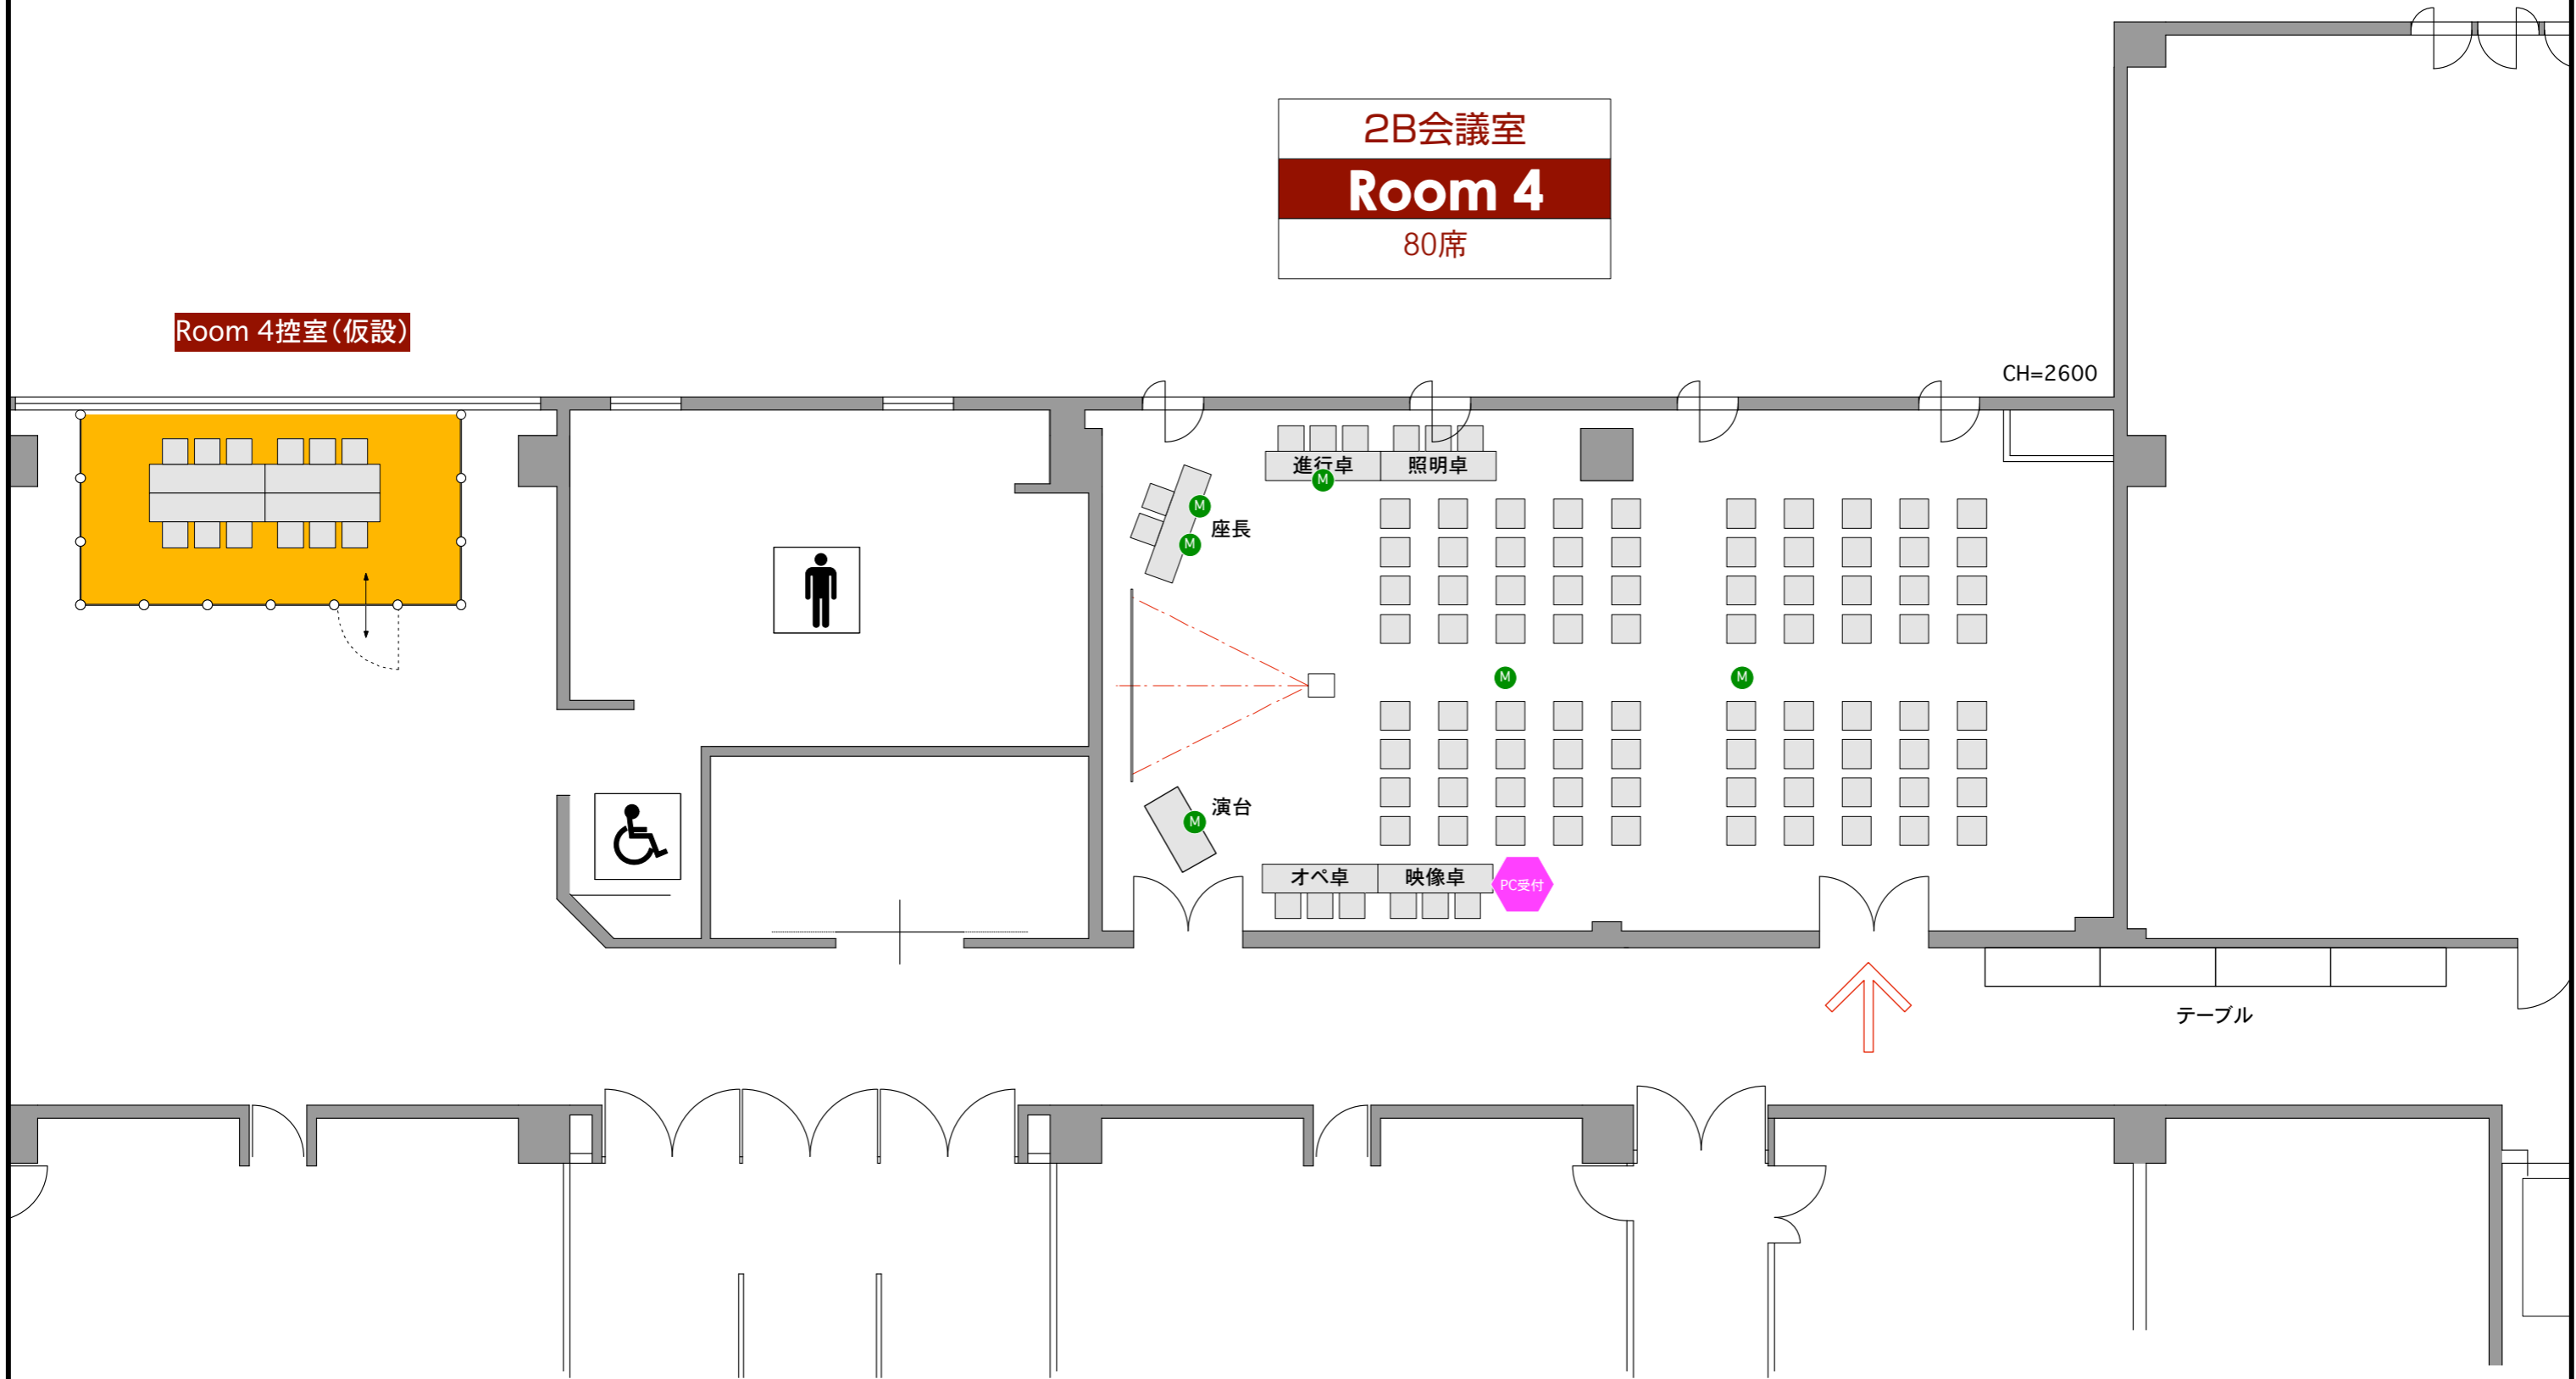 2B会議室
Room 4
80席
Room 4控室(仮設)
CH=2600
進行卓
照明卓
M
M
座長
M
M
M
演台
M
オペ卓
映像卓
PC受付
テーブル